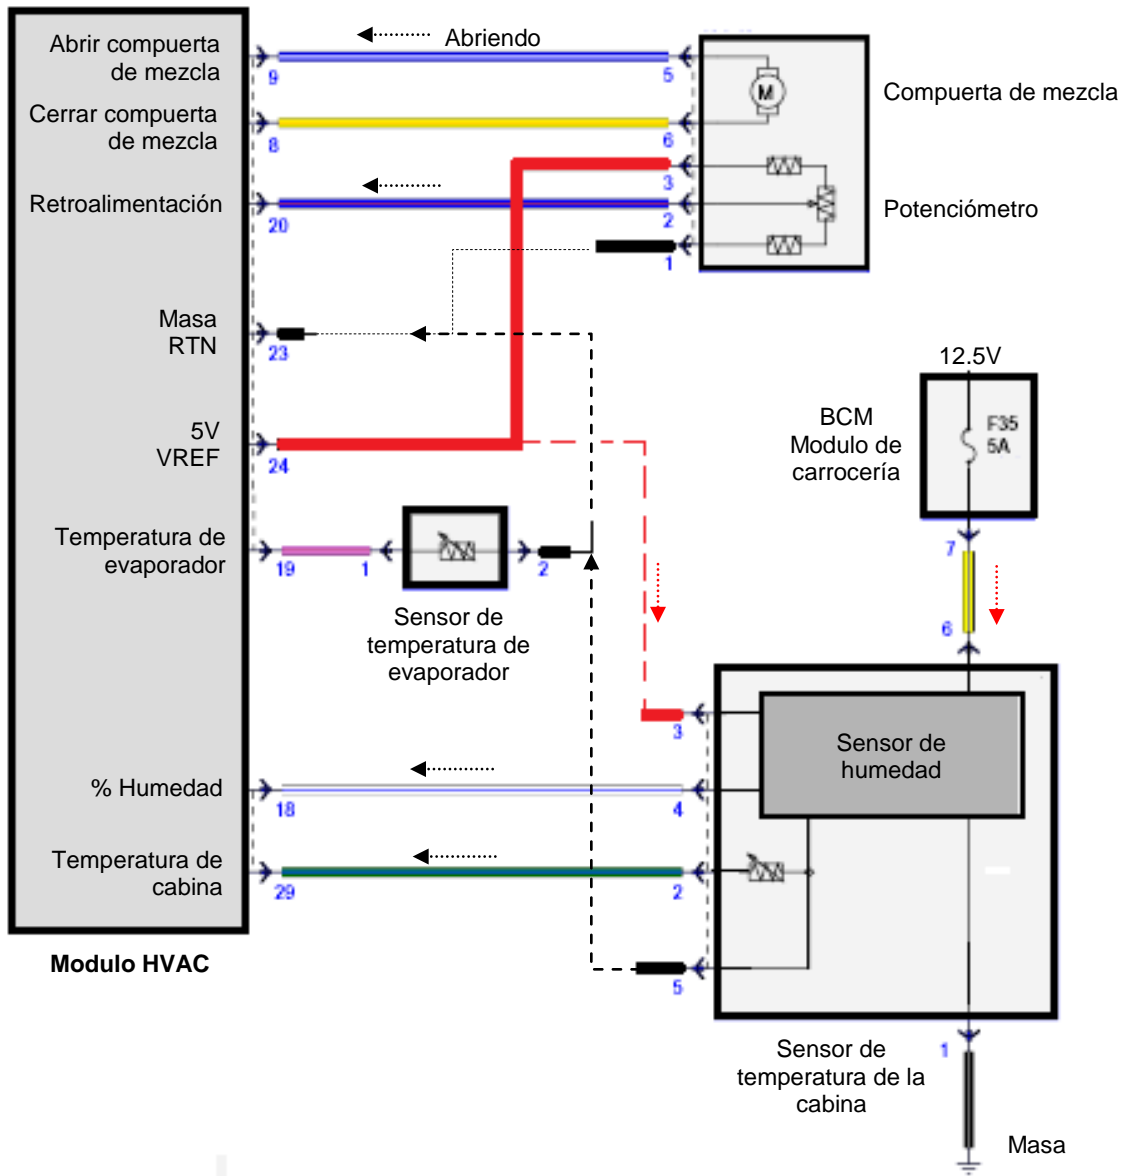 Abrir compuerta
de mezcla
Abriendo
9
5
M
Compuerta de mezcla
Cerrar compuerta
de mezcla
8
6
3
Retroalimentación
20
2
Potenciómetro
1
Masa
RTN
23
12.5V
5V
VREF
24
BCM
Modulo de
carrocería
F35
5A
7
Temperatura de
evaporador
19
1
2
Sensor de
temperatura de
evaporador
6
3
Sensor de
humedad
% Humedad
18
4
Temperatura de
cabina
29
2
Modulo HVAC
5
1
Sensor de
temperatura de la
cabina
Masa